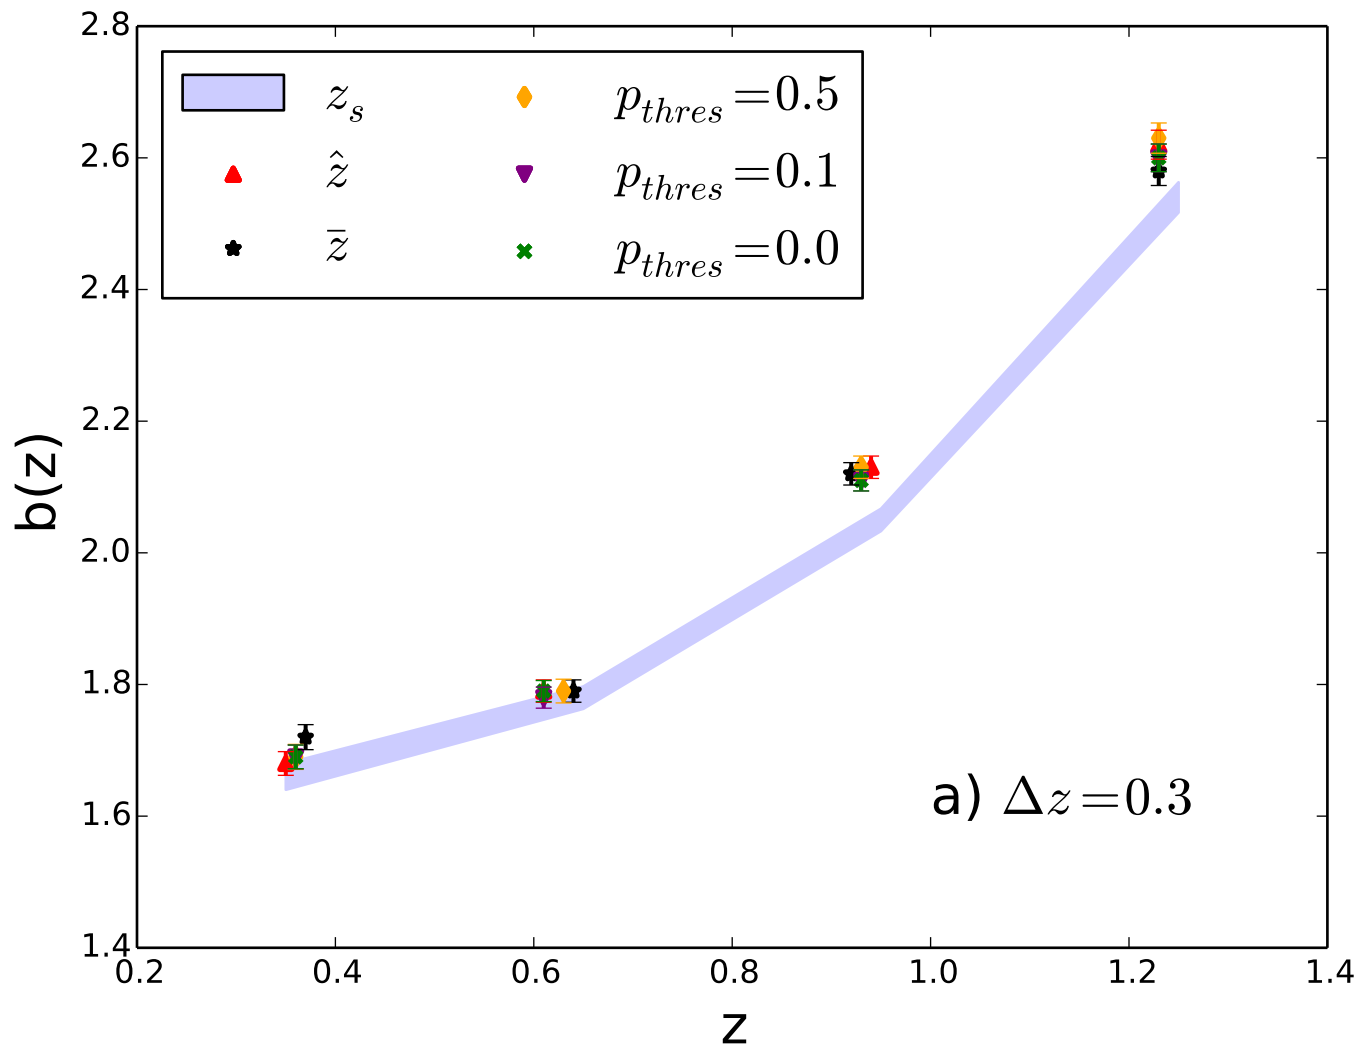 2.8
2.6
2.4
2.2
2.0
1.8
1.6
1.4
b(z)
z_s
ẑ
z̄
p_thres=0.5
p_thres=0.1
p_thres=0.0
a) Δz=0.3
0.2 0.4 0.6 0.8 1.0 1.2 1.4
z